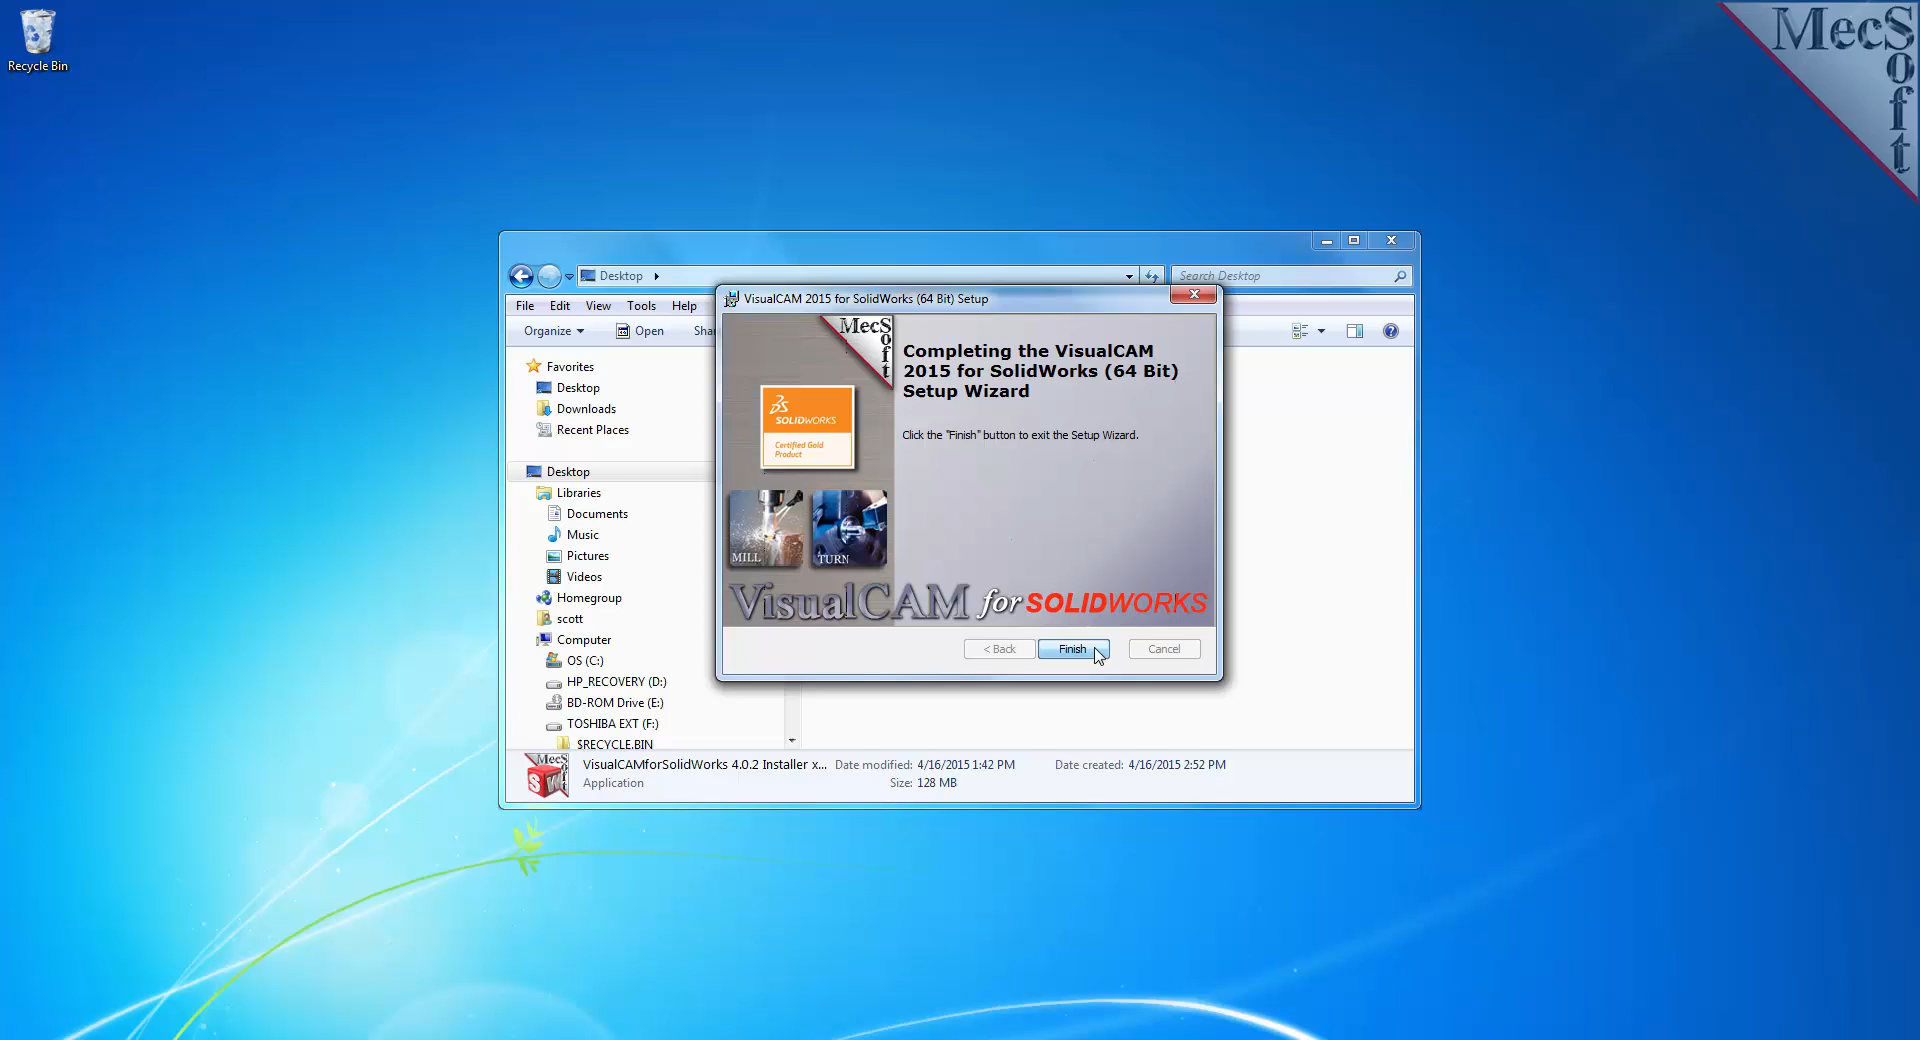 Recycle Bin
MecSoft
Desktop
Search Desktop
File Edit View Tools Help
Organize Open Shar
Favorites
Desktop
Downloads
Recent Places
Desktop
Libraries
Documents
Music
Pictures
Videos
Homegroup
scott
Computer
OS (C:)
HP_RECOVERY (D:)
BD-ROM Drive (E:)
TOSHIBA EXT (F:)
$RECYCLE.BIN
VisualCAM 2015 for SolidWorks (64 Bit) Setup
MecSoft
SOLIDWORKS
Certified Gold
Product
MILL TURN
Completing the VisualCAM
2015 for SolidWorks (64 Bit)
Setup Wizard
Click the "Finish" button to exit the Setup Wizard.
VisualCAM for SOLIDWORKS
< Back Finish Cancel
MecSoft
SW
VisualCAMforSolidWorks 4.0.2 Installer x... Date modified: 4/16/2015 1:42 PM Date created: 4/16/2015 2:52 PM
Application Size: 128 MB